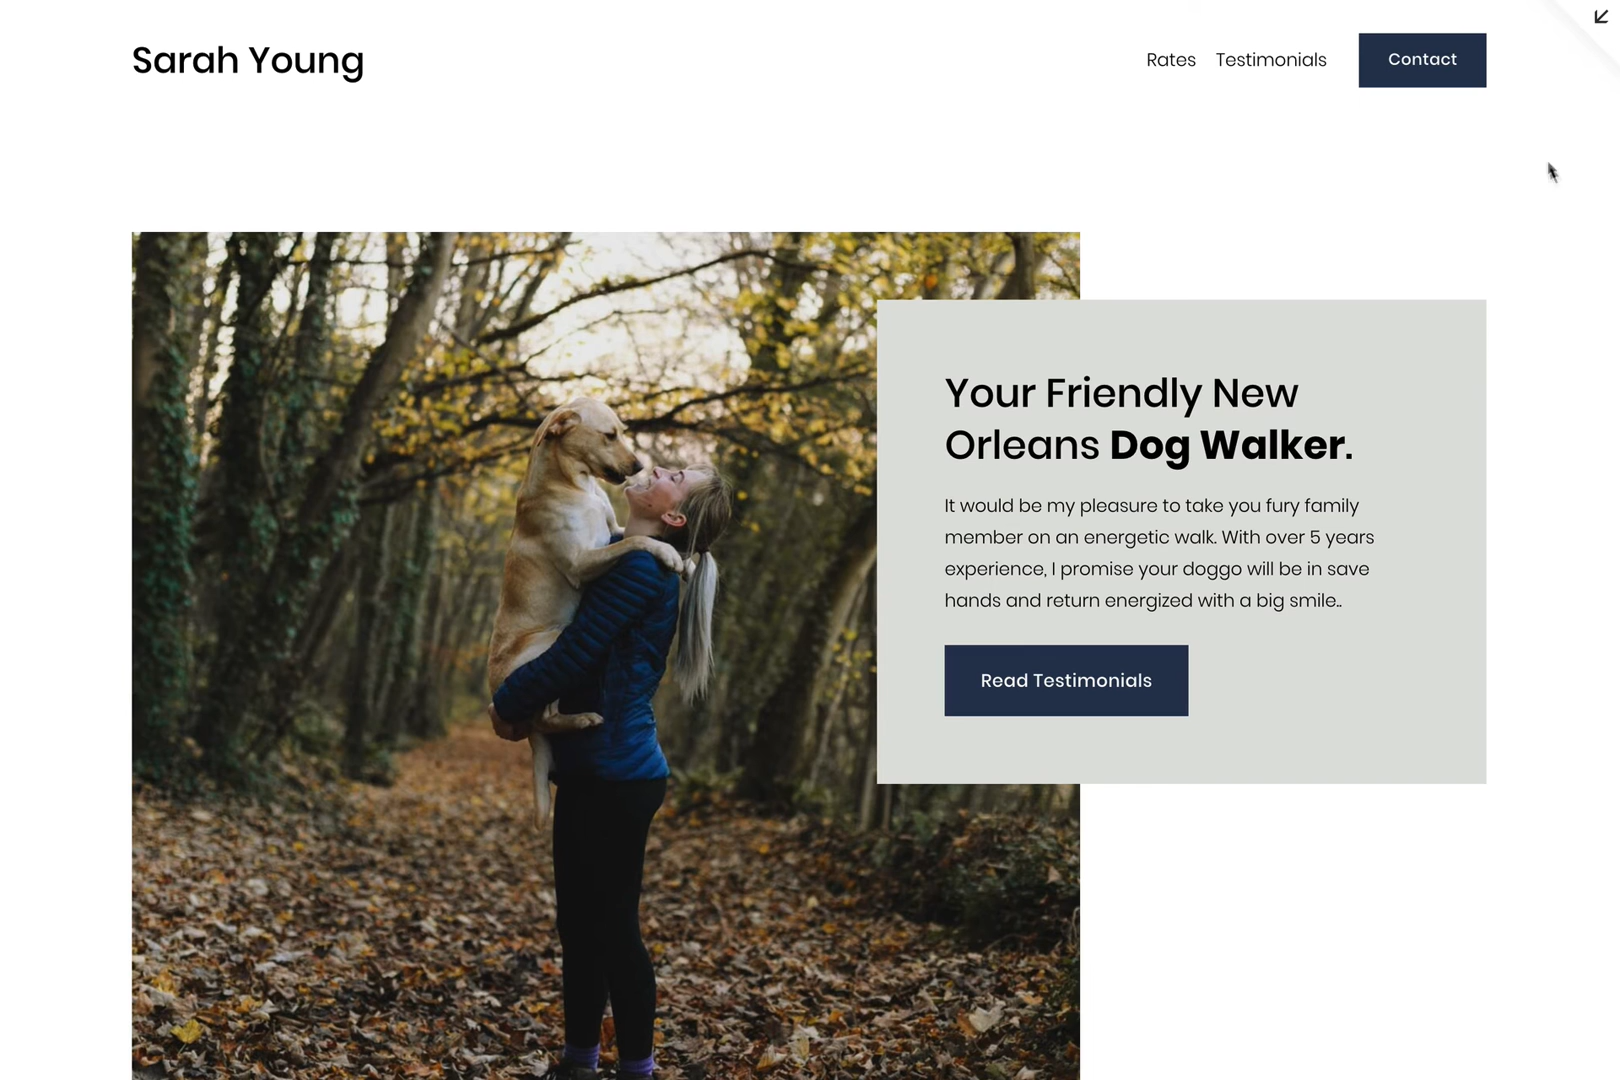 Sarah Young
Rates
Testimonials
Contact
Your Friendly New
Orleans Dog Walker.
It would be my pleasure to take you fury family
member on an energetic walk. With over 5 years
experience, I promise your doggo will be in save
hands and return energized with a big smile..
Read Testimonials